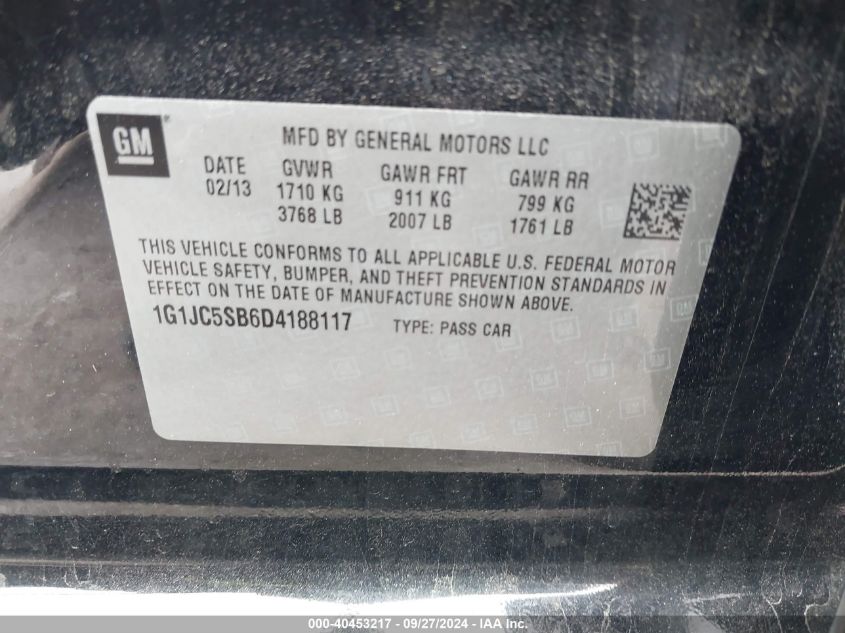 GM®
MFD BY GENERAL MOTORS LLC
DATE GVWR GAWR FRT GAWR RR
02/13 1710 KG 911 KG 799 KG
3768 LB 2007 LB 1761 LB
THIS VEHICLE CONFORMS TO ALL APPLICABLE U.S. FEDERAL MOTOR
VEHICLE SAFETY, BUMPER, AND THEFT PREVENTION STANDARDS IN
EFFECT ON THE DATE OF MANUFACTURE SHOWN ABOVE.
1G1JC5SB6D4188117 TYPE: PASS CAR
000-40453217 - 09/27/2024 - COPYRIGHT IAA, Inc.